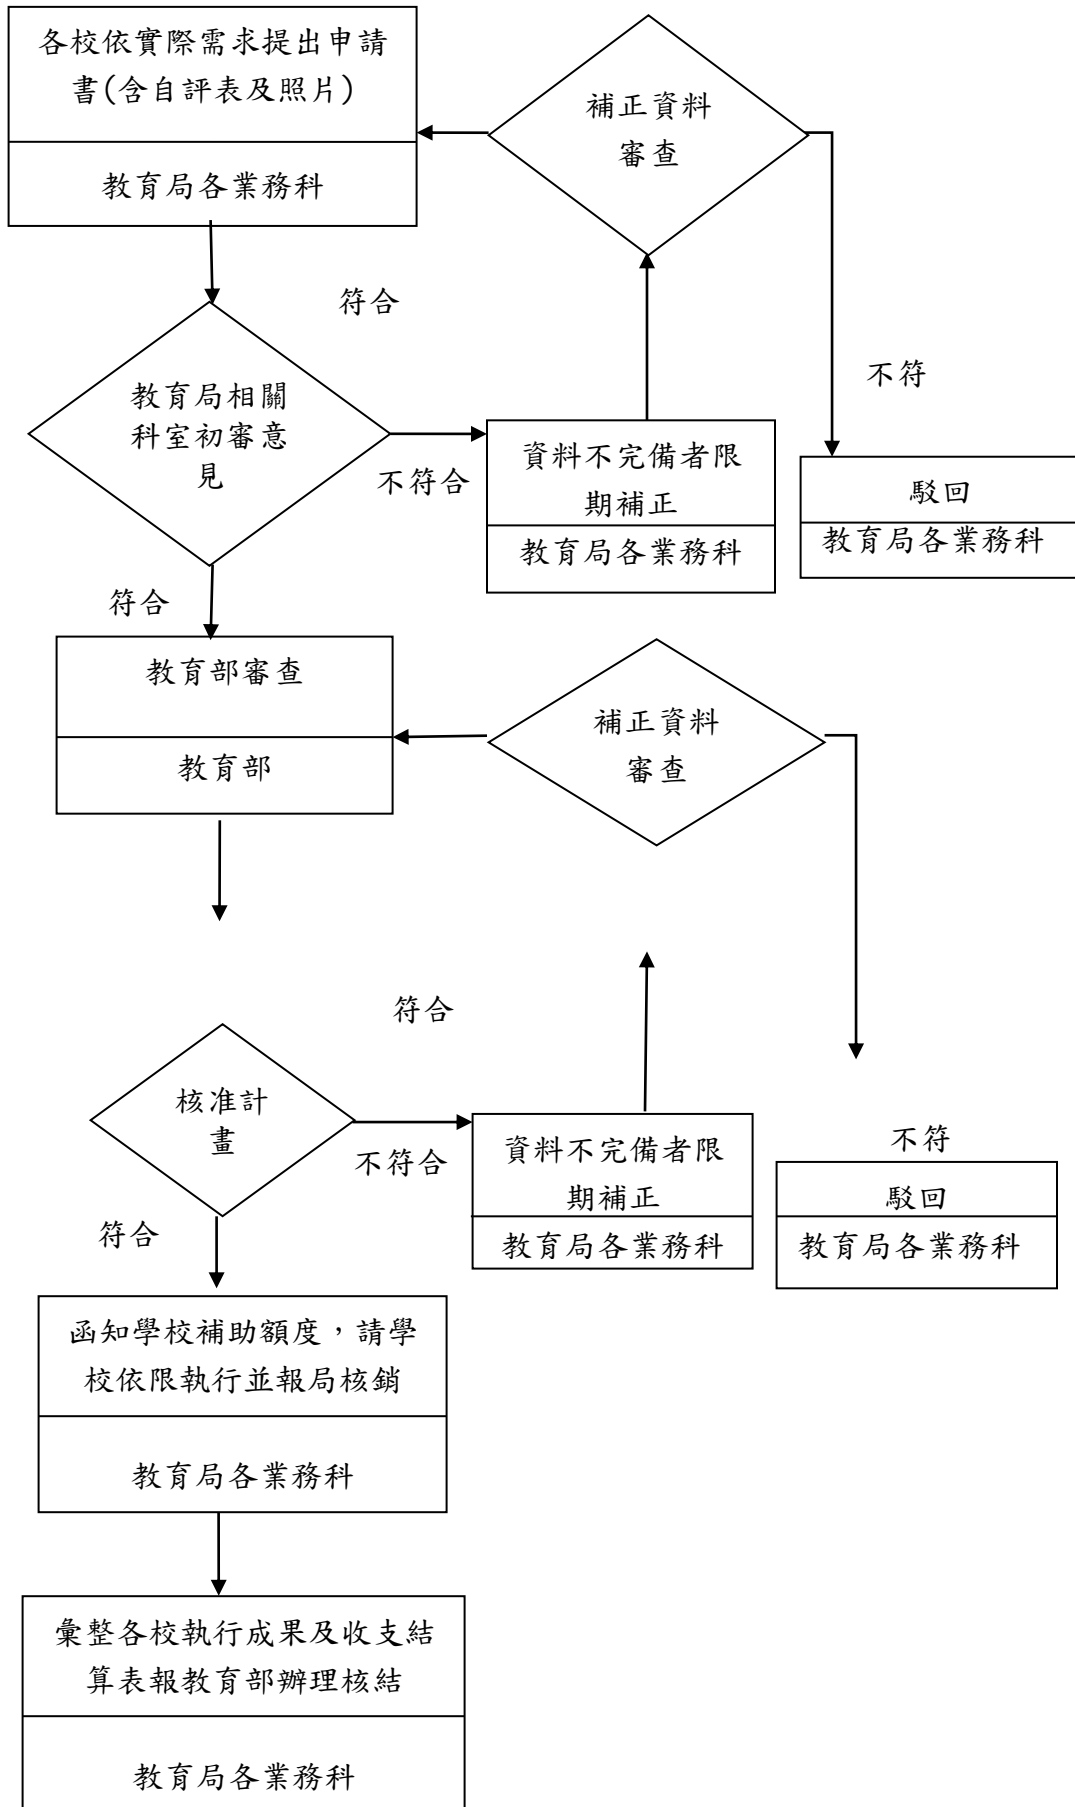 各校依實際需求提出申請
書(含自評表及照片)
教育局各業務科
補正資料
審查
符合
不符
教育局相關
科室初審意
見
不符合
資料不完備者限
期補正
教育局各業務科
駁回
教育局各業務科
符合
教育部審查
教育部
補正資料
審查
符合
核准計
畫
不符合
資料不完備者限
期補正
教育局各業務科
不符
駁回
教育局各業務科
符合
函知學校補助額度，請學
校依限執行並報局核銷
教育局各業務科
彙整各校執行成果及收支結
算表報教育部辦理核結
教育局各業務科